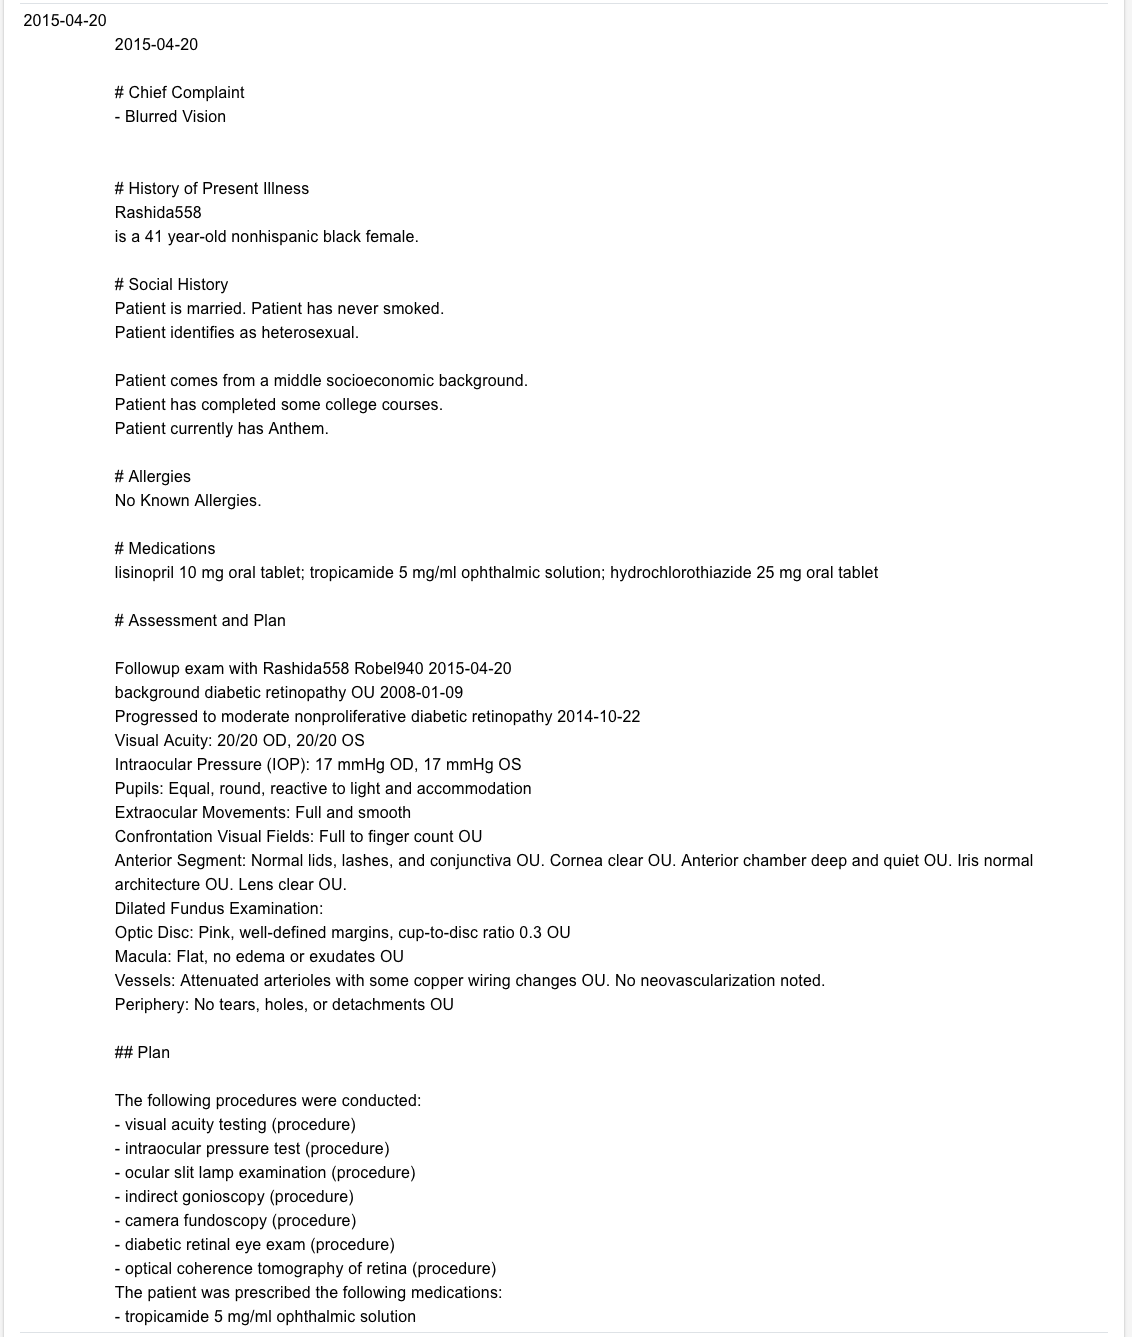 2015-04-20
2015-04-20
# Chief Complaint
- Blurred Vision
# History of Present Illness
Rashida558
is a 41 year-old nonhispanic black female.
# Social History
Patient is married. Patient has never smoked.
Patient identifies as heterosexual.
Patient comes from a middle socioeconomic background.
Patient has completed some college courses.
Patient currently has Anthem.
# Allergies
No Known Allergies.
# Medications
lisinopril 10 mg oral tablet; tropicamide 5 mg/ml ophthalmic solution; hydrochlorothiazide 25 mg oral tablet
# Assessment and Plan
Followup exam with Rashida558 Robel940 2015-04-20
background diabetic retinopathy OU 2008-01-09
Progressed to moderate nonproliferative diabetic retinopathy 2014-10-22
Visual Acuity: 20/20 OD, 20/20 OS
Intraocular Pressure (IOP): 17 mmHg OD, 17 mmHg OS
Pupils: Equal, round, reactive to light and accommodation
Extraocular Movements: Full and smooth
Confrontation Visual Fields: Full to finger count OU
Anterior Segment: Normal lids, lashes, and conjunctiva OU. Cornea clear OU. Anterior chamber deep and quiet OU. Iris normal
architecture OU. Lens clear OU.
Dilated Fundus Examination:
Optic Disc: Pink, well-defined margins, cup-to-disc ratio 0.3 OU
Macula: Flat, no edema or exudates OU
Vessels: Attenuated arterioles with some copper wiring changes OU. No neovascularization noted.
Periphery: No tears, holes, or detachments OU
## Plan
The following procedures were conducted:
- visual acuity testing (procedure)
- intraocular pressure test (procedure)
- ocular slit lamp examination (procedure)
- indirect gonioscopy (procedure)
- camera fundoscopy (procedure)
- diabetic retinal eye exam (procedure)
- optical coherence tomography of retina (procedure)
The patient was prescribed the following medications:
- tropicamide 5 mg/ml ophthalmic solution